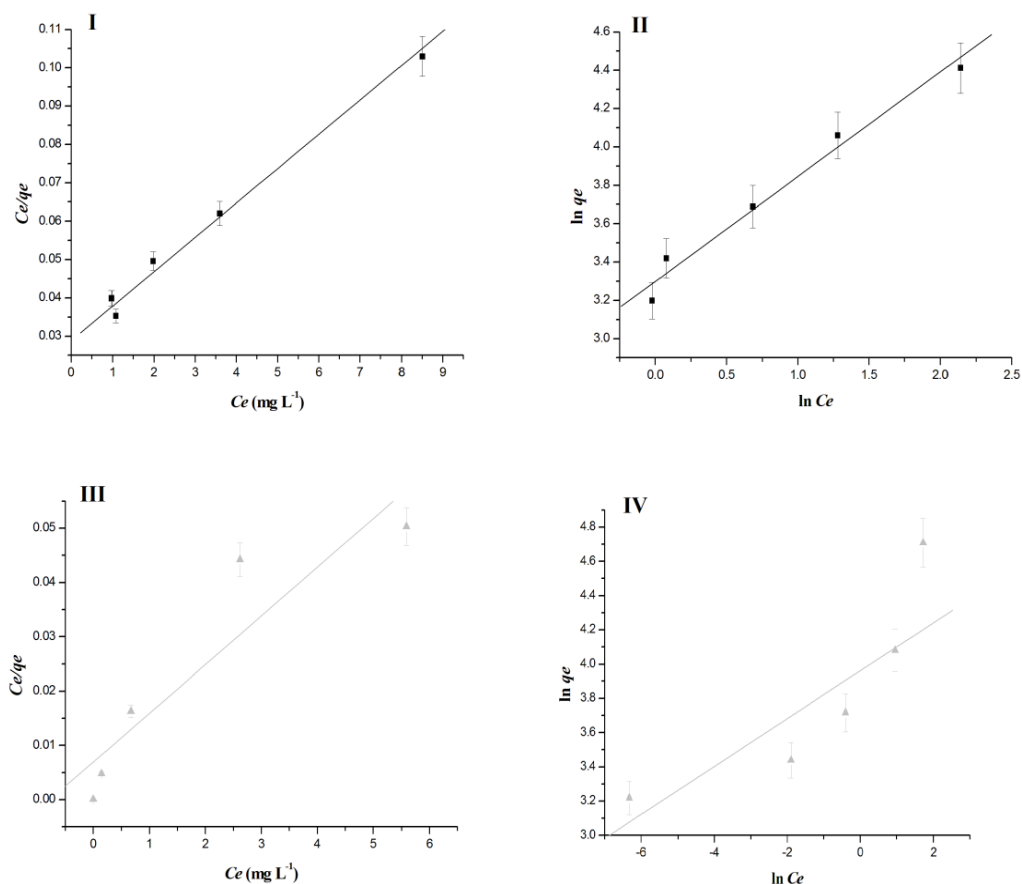 I
0.11
0.10
0.09
0.08
0.07
0.06
0.05
0.04
0.03
Ce/qe
0 1 2 3 4 5 6 7 8 9
Ce (mg L⁻¹)
II
4.6
4.4
4.2
4.0
3.8
3.6
3.4
3.2
3.0
ln qe
0.0 0.5 1.0 1.5 2.0 2.5
ln Ce
III
0.05
0.04
0.03
0.02
0.01
0.00
Ce/qe
0 1 2 3 4 5 6
Ce (mg L⁻¹)
IV
4.8
4.6
4.4
4.2
4.0
3.8
3.6
3.4
3.2
3.0
ln qe
-6 -4 -2 0 2
ln Ce